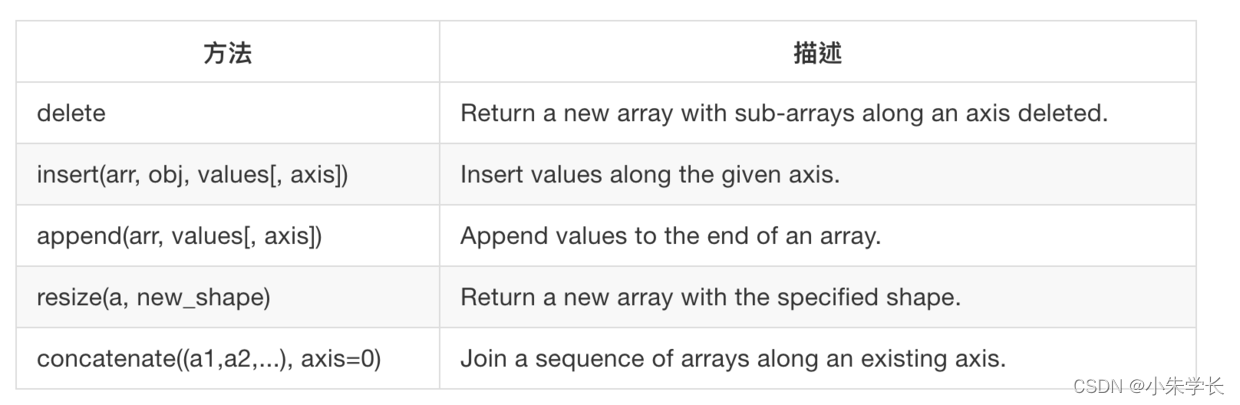 方法 描述
delete Return a new array with sub-arrays along an axis deleted.
insert(arr, obj, values[, axis]) Insert values along the given axis.
append(arr, values[, axis]) Append values to the end of an array.
resize(a, new_shape) Return a new array with the specified shape.
concatenate((a1,a2,...), axis=0) Join a sequence of arrays along an existing axis.
CSDN @小朱学长